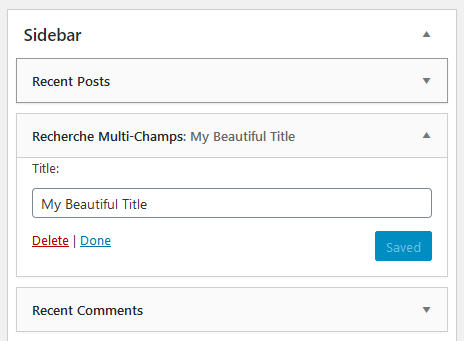 Sidebar
Recent Posts
Recherche Multi-Champs: My Beautiful Title
Title:
My Beautiful Title
Delete | Done
Saved
Recent Comments